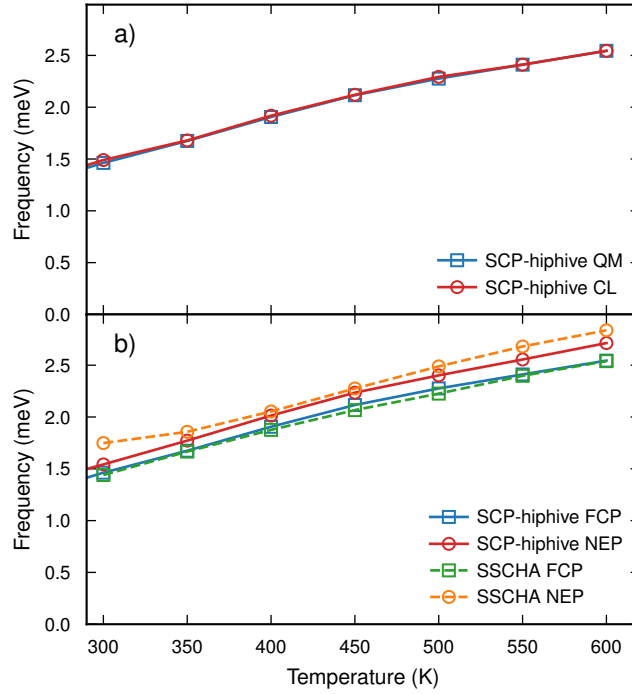 a)
2.5
2.0
1.5
1.0
0.5
0.0
Frequency (meV)
SCP-hiphive QM
SCP-hiphive CL
b)
2.5
2.0
1.5
1.0
0.5
0.0
Frequency (meV)
SCP-hiphive FCP
SCP-hiphive NEP
SSCHA FCP
SSCHA NEP
300 350 400 450 500 550 600
Temperature (K)